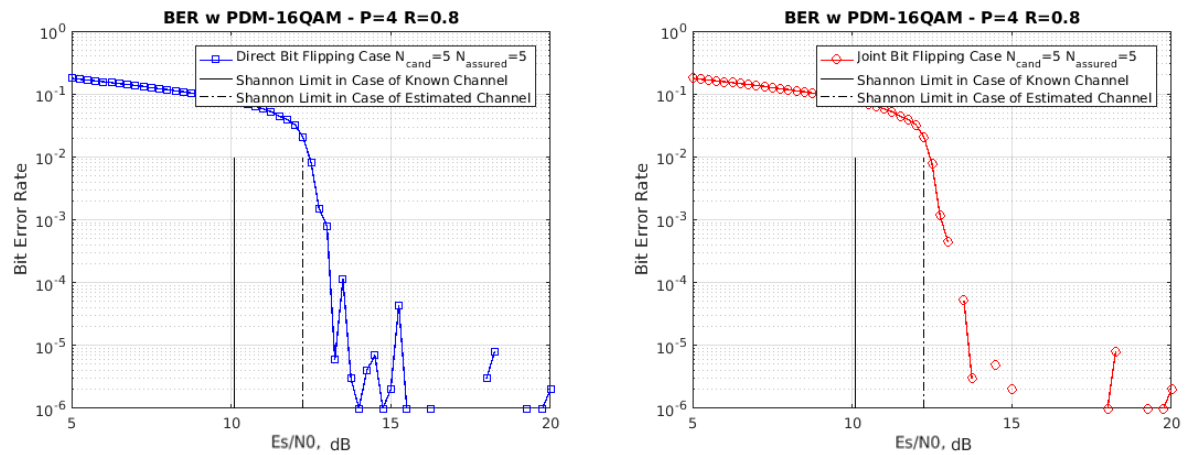 BER w PDM-16QAM - P=4 R=0.8
10^0
10^-1
10^-2
10^-3
10^-4
10^-5
10^-6
Bit Error Rate
Direct Bit Flipping Case N_cand=5 N_assured=5
Shannon Limit in Case of Known Channel
Shannon Limit in Case of Estimated Channel
5 10 15 20
Es/N0, dB
BER w PDM-16QAM - P=4 R=0.8
10^0
10^-1
10^-2
10^-3
10^-4
10^-5
10^-6
Bit Error Rate
Joint Bit Flipping Case N_cand=5 N_assured=5
Shannon Limit in Case of Known Channel
Shannon Limit in Case of Estimated Channel
5 10 15 20
Es/N0, dB